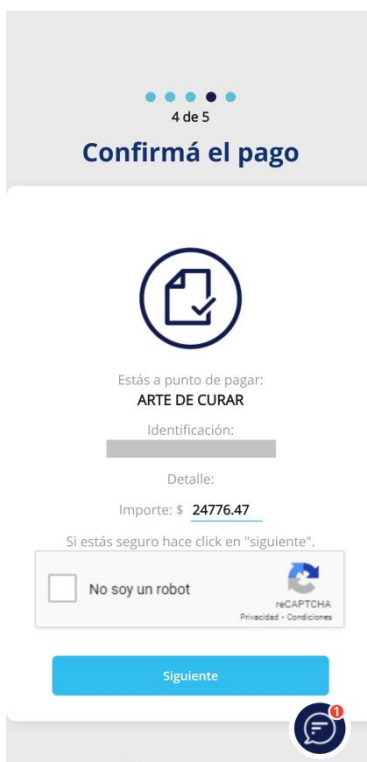 4 de 5
Confirmá el pago
Estás a punto de pagar:
ARTE DE CURAR
Identificación:
Detalle:
Importe: $ 24776.47
Si estás seguro hace click en "siguiente".
No soy un robot
reCAPTCHA
Privacidad - Condiciones
Siguiente
1